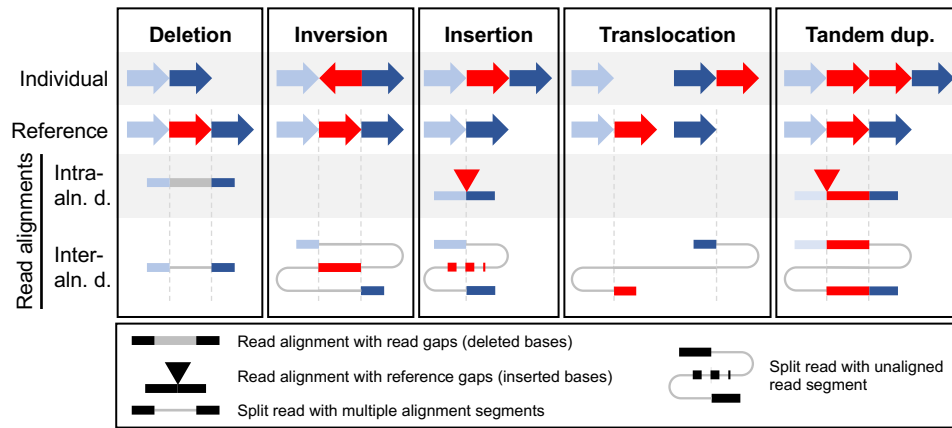 Deletion
Inversion
Insertion
Translocation
Tandem dup.
Individual
Reference
Read alignments
Intra-
aln. d.
Inter-
aln. d.
Read alignment with read gaps (deleted bases)
Read alignment with reference gaps (inserted bases)
Split read with multiple alignment segments
Split read with unaligned
read segment